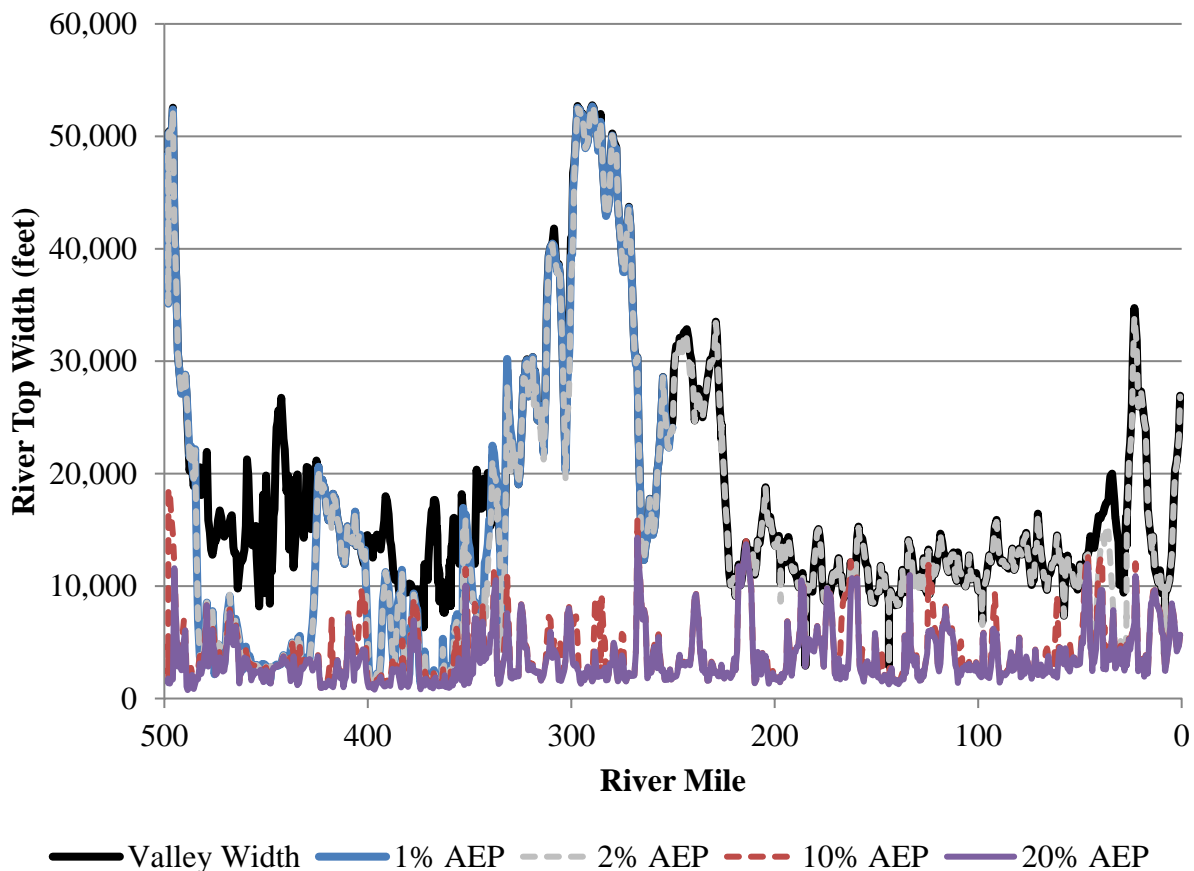 60,000
50,000
40,000
30,000
20,000
10,000
0
River Top Width (feet)
500
400
300
200
100
0
River Mile
Valley Width
1% AEP
2% AEP
10% AEP
20% AEP